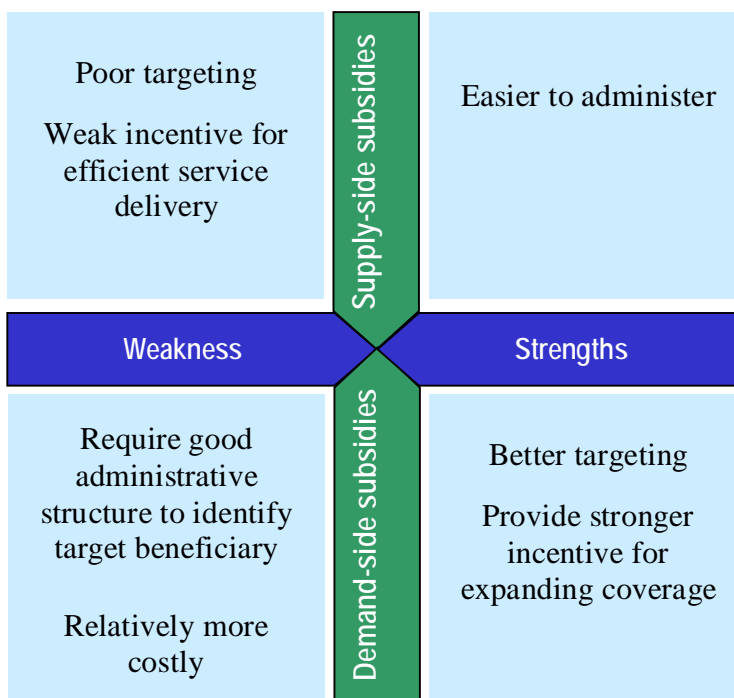 Poor targeting
Weak incentive for
efficient service
delivery
Supply-side subsidies
Easier to administer
Weakness
Strengths
Require good
administrative
structure to identify
target beneficiary
Relatively more
costly
Demand-side subsidies
Better targeting
Provide stronger
incentive for
expanding coverage